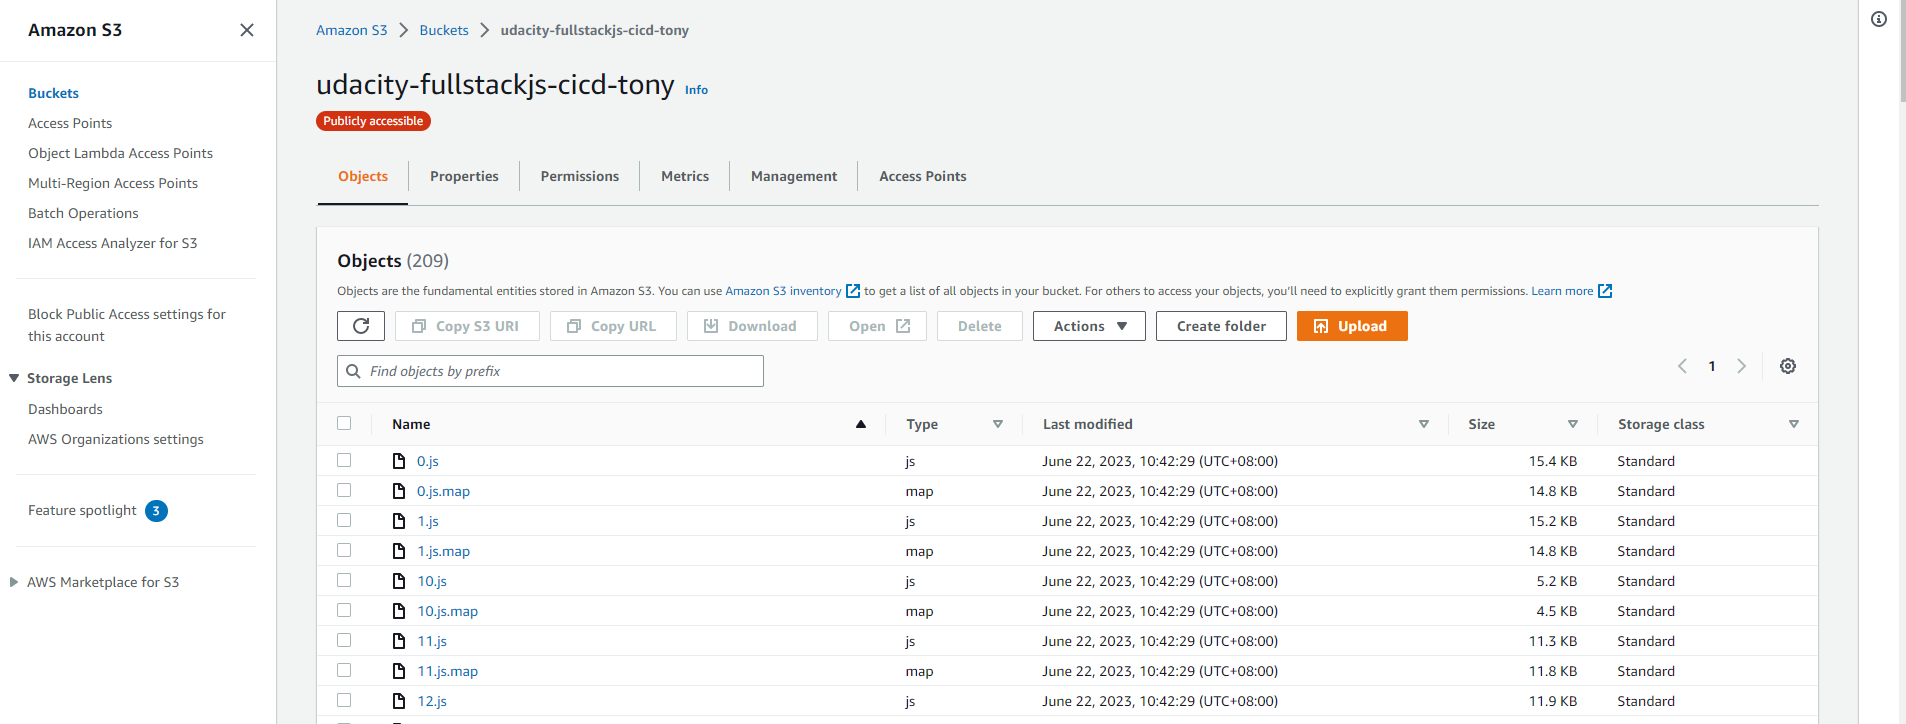 Amazon S3
Buckets
Access Points
Object Lambda Access Points
Multi-Region Access Points
Batch Operations
IAM Access Analyzer for S3
Block Public Access settings for
this account
Storage Lens
Dashboards
AWS Organizations settings
Feature spotlight 3
AWS Marketplace for S3
Amazon S3 Buckets udacity-fullstackjs-cicd-tony
udacity-fullstackjs-cicd-tony Info
Publicly accessible
Objects Properties Permissions Metrics Management Access Points
Objects (209)
Objects are the fundamental entities stored in Amazon S3. You can use Amazon S3 inventory to get a list of all objects in your bucket. For others to access your objects, you'll need to explicitly grant them permissions. Learn more
Copy S3 URI Copy URL Download Open Delete Actions Create folder Upload
Find objects by prefix
1
Name Type Last modified Size Storage class
0.js js June 22, 2023, 10:42:29 (UTC+08:00) 15.4 KB Standard
0.js.map map June 22, 2023, 10:42:29 (UTC+08:00) 14.8 KB Standard
1.js js June 22, 2023, 10:42:29 (UTC+08:00) 15.2 KB Standard
1.js.map map June 22, 2023, 10:42:29 (UTC+08:00) 14.8 KB Standard
10.js js June 22, 2023, 10:42:29 (UTC+08:00) 5.2 KB Standard
10.js.map map June 22, 2023, 10:42:29 (UTC+08:00) 4.5 KB Standard
11.js js June 22, 2023, 10:42:29 (UTC+08:00) 11.3 KB Standard
11.js.map map June 22, 2023, 10:42:29 (UTC+08:00) 11.8 KB Standard
12.js js June 22, 2023, 10:42:29 (UTC+08:00) 11.9 KB Standard